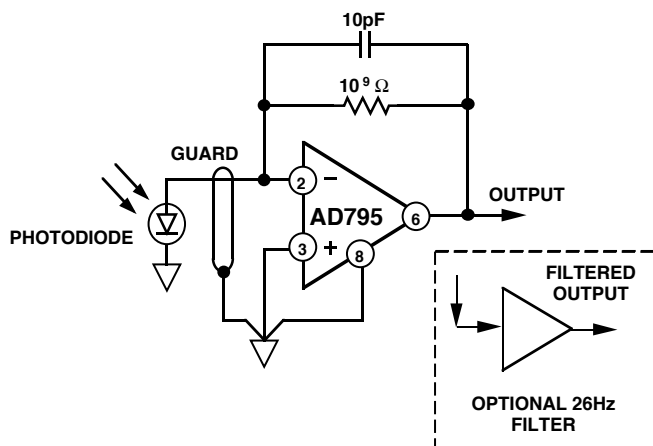 10pF
10⁹ Ω
GUARD
2
−
AD795
6
OUTPUT
PHOTODIODE
3
+
8
FILTERED
OUTPUT
OPTIONAL 26Hz
FILTER